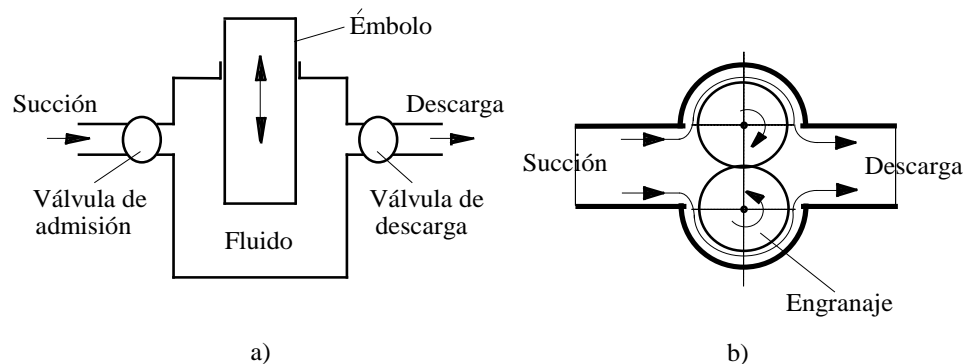 Émbolo
Succión
Descarga
Válvula de
admisión
Válvula de
descarga
Fluido
a)
Succión
Descarga
Engranaje
b)